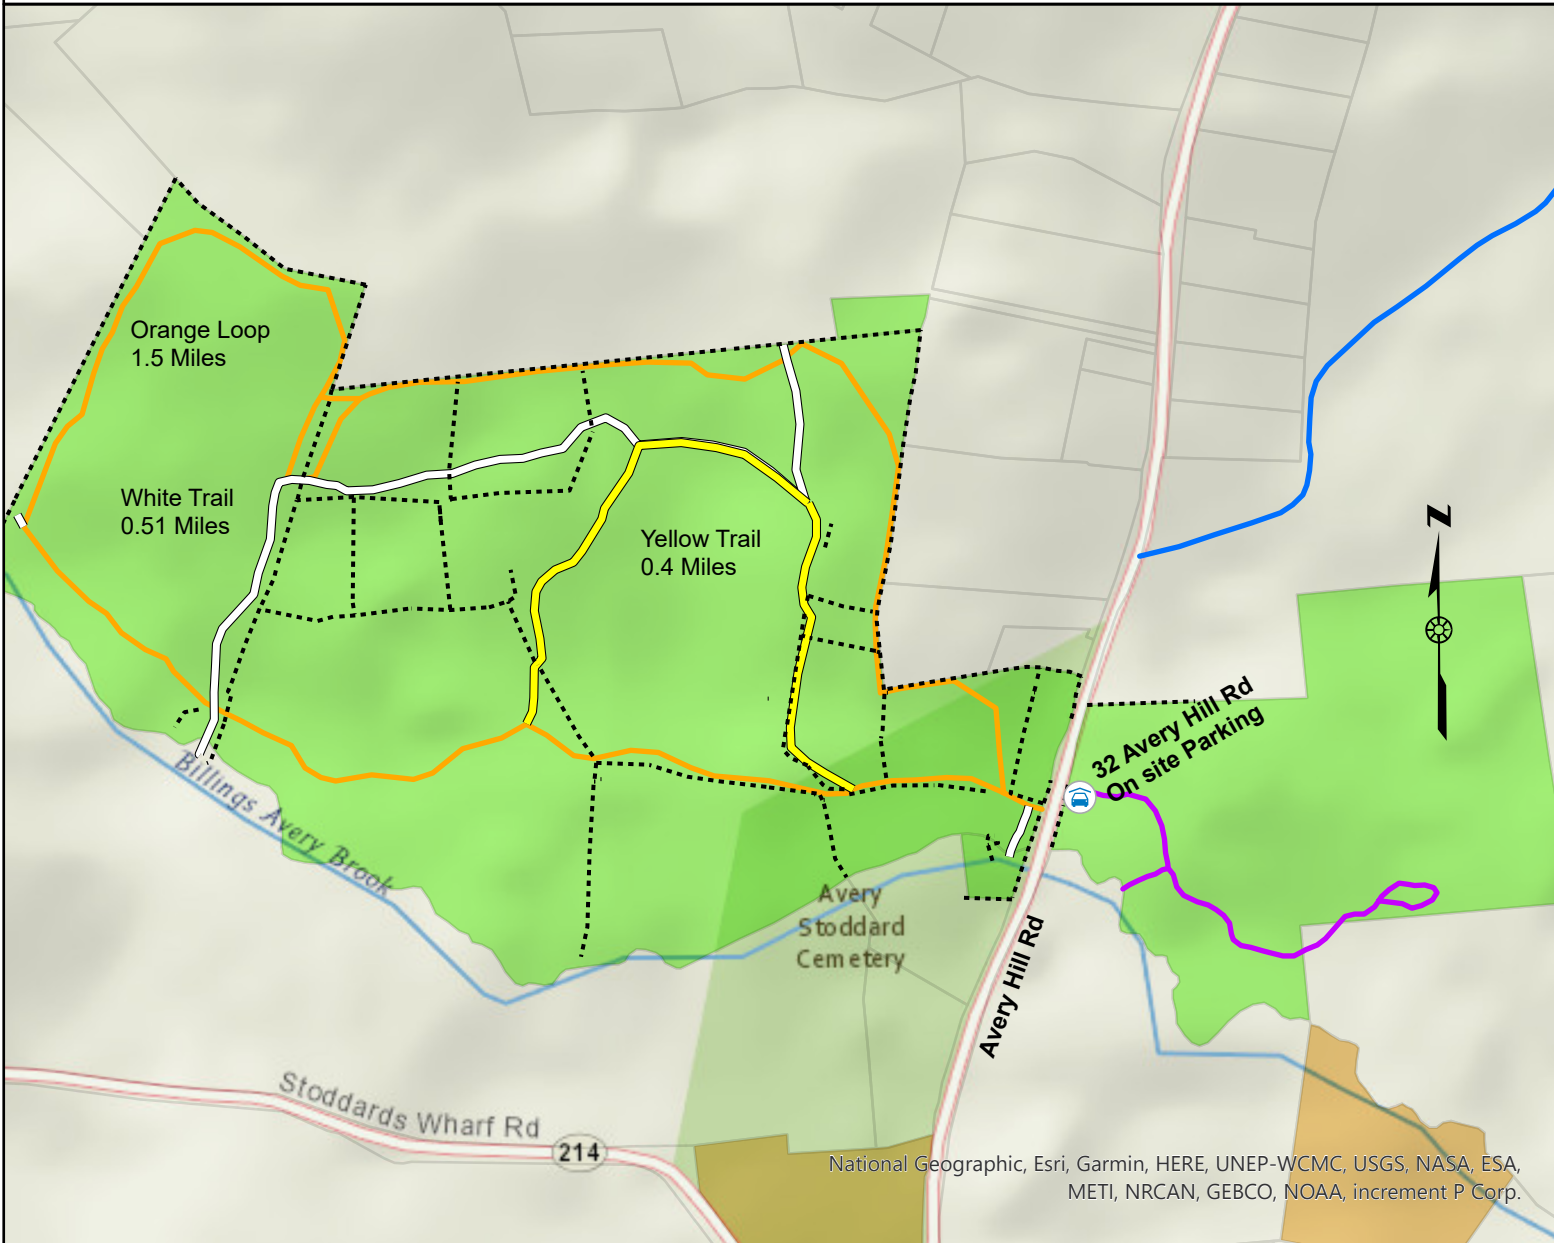 Orange Loop
1.5 Miles
White Trail
0.51 Miles
Yellow Trail
0.4 Miles
N
32 Avery Hill Rd
On site Parking
Billings Avery Brook
Avery
Stoddard
Cemetery
Avery Hill Rd
Stoddards Wharf Rd
214
National Geographic, Esri, Garmin, HERE, UNEP-WCMC, USGS, NASA, ESA,
METI, NRCAN, GEBCO, NOAA, increment P Corp.